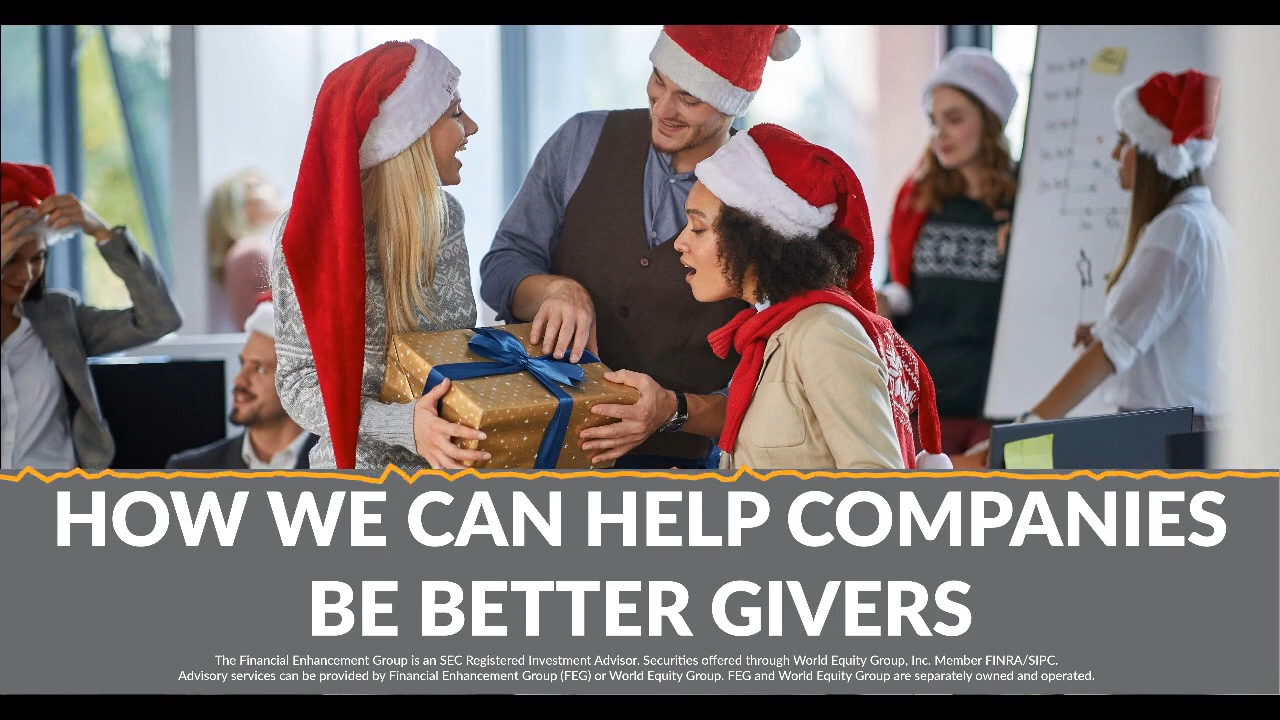 HOW WE CAN HELP COMPANIES
BE BETTER GIVERS
The Financial Enhancement Group is an SEC Registered Investment Advisor. Securities offered through World Equity Group, Inc. Member FINRA/SIPC.
Advisory services can be provided by Financial Enhancement Group (FEG) or World Equity Group. FEG and World Equity Group are separately owned and operated.